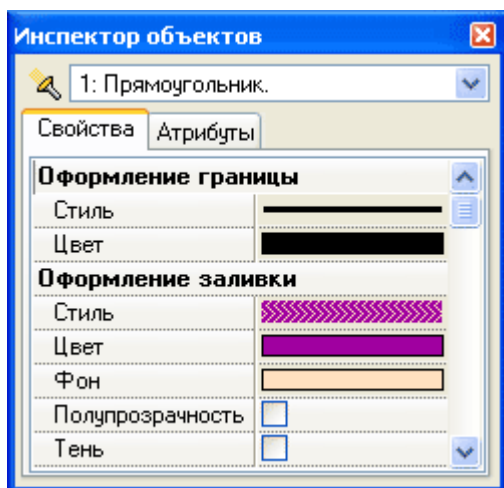 Инспектор объектов
1: Прямоугольник.
Свойства Атрибуты
Оформление границы
Стиль
Цвет
Оформление заливки
Стиль
Цвет
Фон
Полупрозрачность
Тень